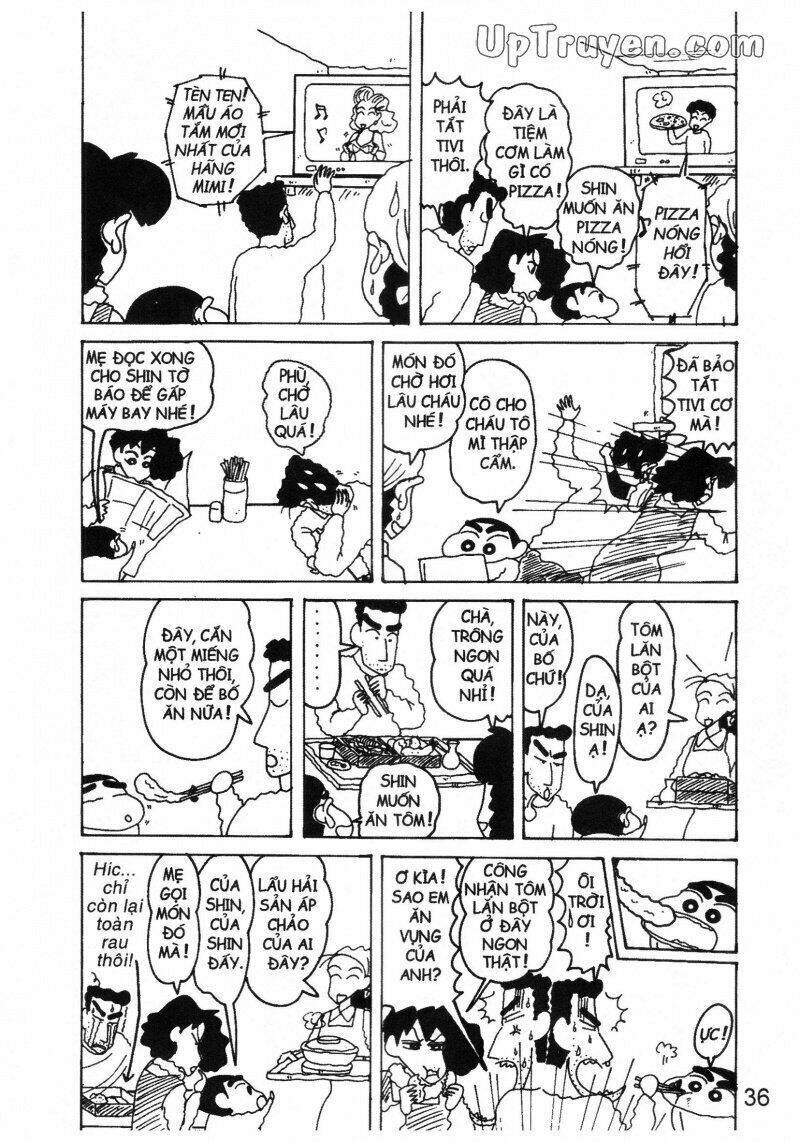 UpTruyen.com
PIZZA
NÓNG
HỔI
ĐÂY!
SHIN
MUỐN ĂN
PIZZA
NÓNG!
ĐÂY LÀ
TIỆM
CƠM LÀM
GÌ CÓ
PIZZA!
PHẢI
TẮT
TIVI
THÔI.
TÈN TEN!
MẪU ÁO
TẮM MỚI
NHẤT CỦA
HÃNG
MIMI!
ĐÃ BẢO
TẮT
TIVI CƠ
MÀ!
CÔ CHO
CHÁU TÔ
MÌ THẬP
CẨM.
MÓN ĐÓ
CHỜ HƠI
LÂU CHÁU
NHÉ!
PHÙ,
CHỜ
LÂU
QUÁ!
MẸ ĐỌC XONG
CHO SHIN TỜ
BÁO ĐỂ GẤP
MÁY BAY NHÉ!
TÔM
LĂN
BỘT
CỦA AI
Ạ?
DẠ,
CỦA
SHIN
Ạ!
NÀY,
CỦA
BỐ
CHỨ!
CHÀ,
TRÔNG
NGON
QUÁ
NHỈ!
SHIN
MUỐN
ĂN TÔM!
......
ĐÂY, CẮN
MỘT MIẾNG
NHỎ THÔI,
CÒN ĐỂ BỐ
ĂN NỮA!
ỰC!
ÔI
TRỜI
ƠI
!
CÔNG
NHẬN TÔM
LĂN BỘT
Ở ĐÂY
NGON
THẬT!
Ơ KÌA!
SAO EM
ĂN
VỤNG
CỦA
ANH?
LẨU HẢI
SẢN ÁP
CHẢO
CỦA AI
ĐÂY?
CỦA
SHIN,
CỦA
SHIN
ĐẤY.
MẸ
GỌI
MÓN
ĐÓ
MÀ!
Hic...
chỉ
còn lại
toàn
rau
thôi!
36